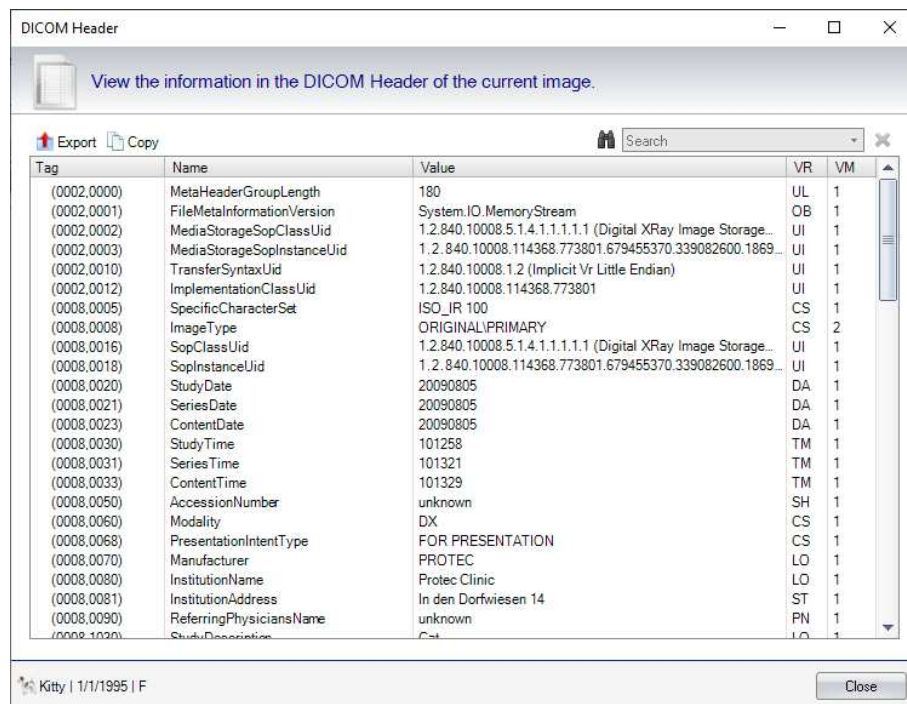 DICOM Header
View the information in the DICOM Header of the current image.
Export Copy Search
Tag Name Value VR VM
(0002,0000) MetaHeaderGroupLength 180 UL 1
(0002,0001) FileMetaInformationVersion System.IO.MemoryStream OB 1
(0002,0002) MediaStorageSopClassUid 1.2.840.10008.5.1.4.1.1.1.1.1 (Digital XRay Image Storage... UI 1
(0002,0003) MediaStorageSopInstanceUid 1.2.840.10008.114368.773801.679455370.339082600.1869... UI 1
(0002,0010) TransferSyntaxUid 1.2.840.10008.1.2 (Implicit Vr Little Endian) UI 1
(0002,0012) ImplementationClassUid 1.2.840.10008.114368.773801 UI 1
(0008,0005) SpecificCharacterSet ISO_IR 100 CS 1
(0008,0008) ImageType ORIGINAL\PRIMARY CS 2
(0008,0016) SopClassUid 1.2.840.10008.5.1.4.1.1.1.1.1 (Digital XRay Image Storage... UI 1
(0008,0018) SopInstanceUid 1.2.840.10008.114368.773801.679455370.339082600.1869... UI 1
(0008,0020) StudyDate 20090805 DA 1
(0008,0021) SeriesDate 20090805 DA 1
(0008,0023) ContentDate 20090805 DA 1
(0008,0030) StudyTime 101258 TM 1
(0008,0031) SeriesTime 101321 TM 1
(0008,0033) ContentTime 101329 TM 1
(0008,0050) AccessionNumber unknown SH 1
(0008,0060) Modality DX CS 1
(0008,0068) PresentationIntentType FOR PRESENTATION CS 1
(0008,0070) Manufacturer PROTEC LO 1
(0008,0080) InstitutionName Protec Clinic LO 1
(0008,0081) InstitutionAddress In den Dorfwiesen 14 ST 1
(0008,0090) ReferringPhysiciansName unknown PN 1
(0008,1030) StudyDescription Cat LO 1
Kitty | 1/1/1995 | F
Close